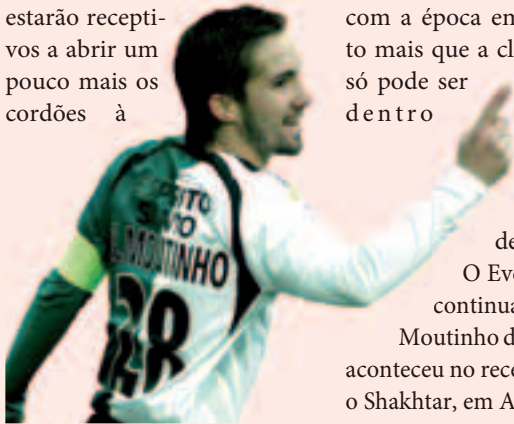 estarão recepti-
vos a abrir um
pouco mais os
cordões à
MOUTINHO
28
com a época em
to mais que a cl
só pode ser
dentro
de
O Eve
continua
Moutinho d
aconteceu no rece
o Shakhtar, em A